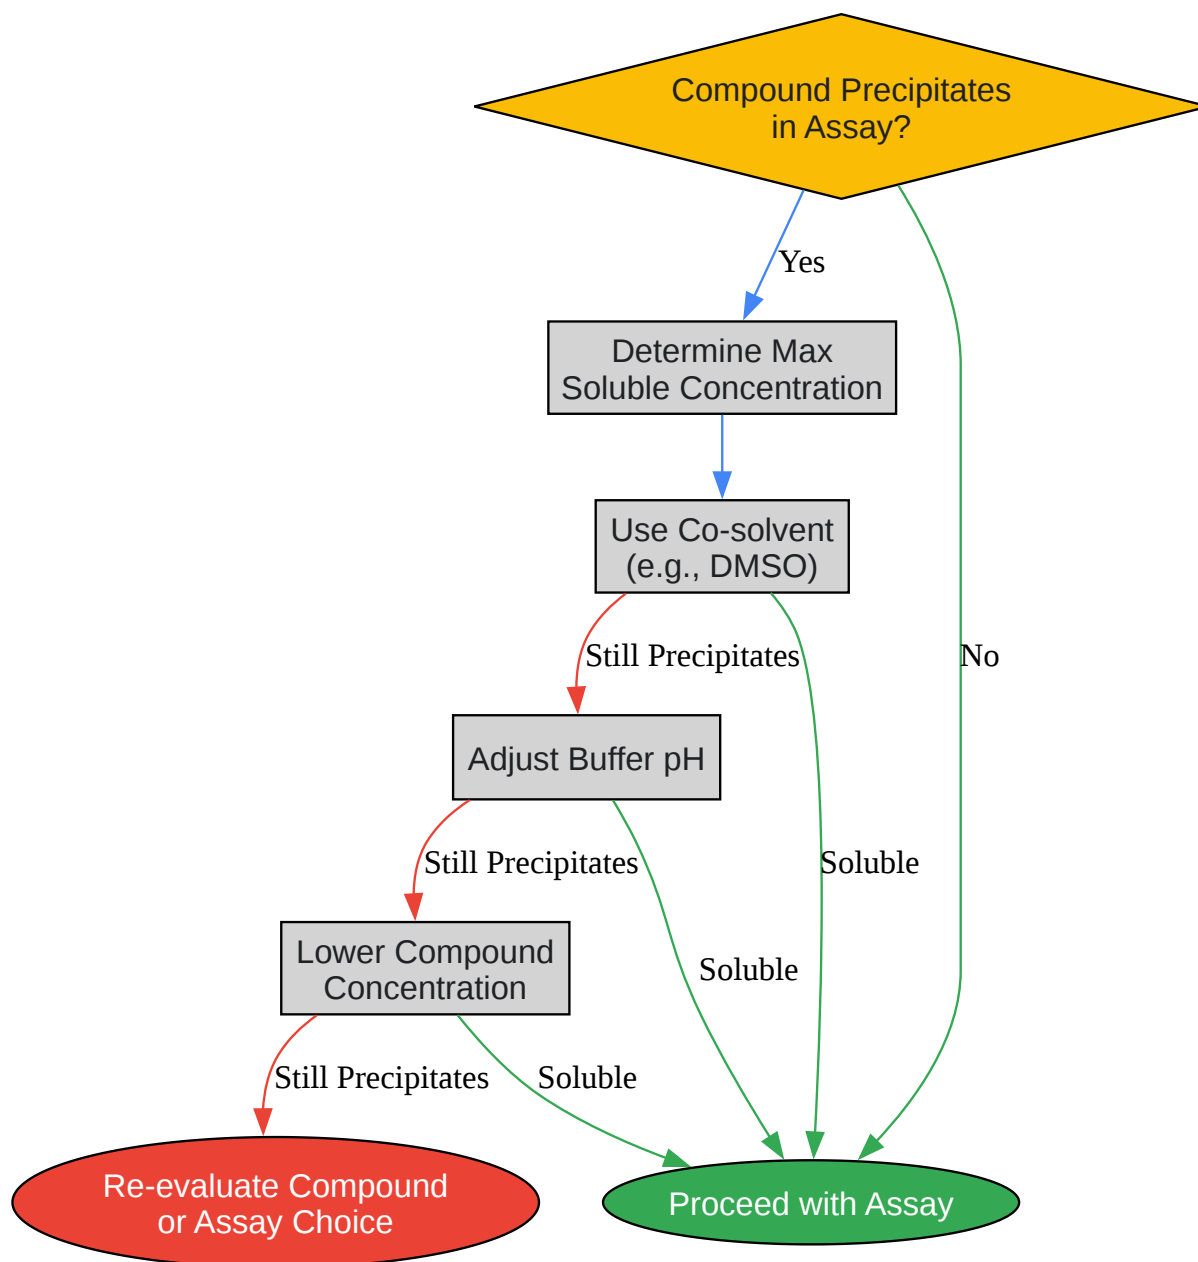 Compound Precipitates
in Assay?
Yes
Determine Max
Soluble Concentration
Use Co-solvent
(e.g., DMSO)
Still Precipitates
No
Adjust Buffer pH
Still Precipitates
Soluble
Lower Compound
Concentration
Soluble
Still Precipitates
Soluble
Re-evaluate Compound
or Assay Choice
Proceed with Assay